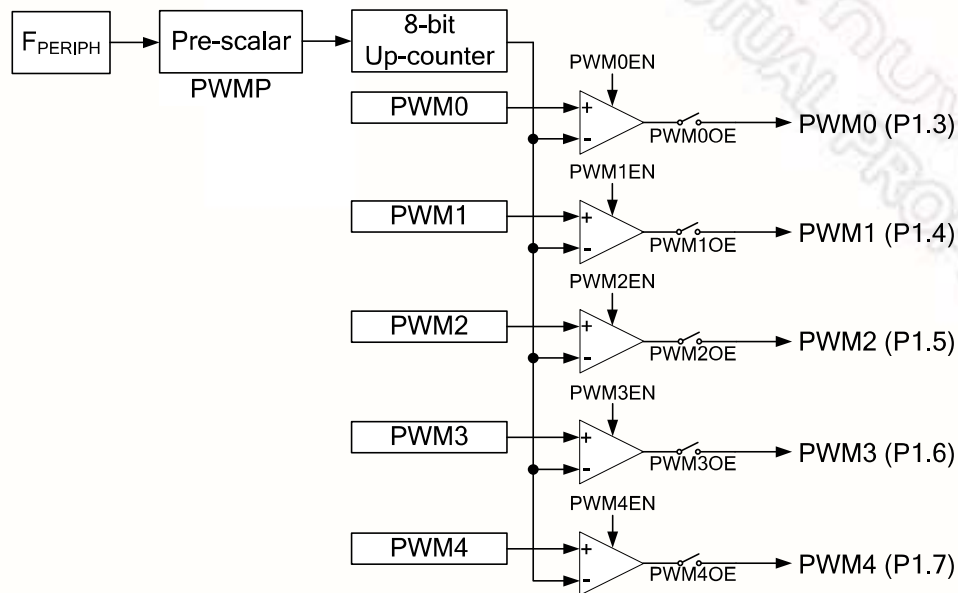 FPERIPH
Pre-scalar
PWMP
8-bit
Up-counter
PWM0
+
-
PWM0EN
PWM0OE
PWM0 (P1.3)
PWM1
+
-
PWM1EN
PWM1OE
PWM1 (P1.4)
PWM2
+
-
PWM2EN
PWM2OE
PWM2 (P1.5)
PWM3
+
-
PWM3EN
PWM3OE
PWM3 (P1.6)
PWM4
+
-
PWM4EN
PWM4OE
PWM4 (P1.7)